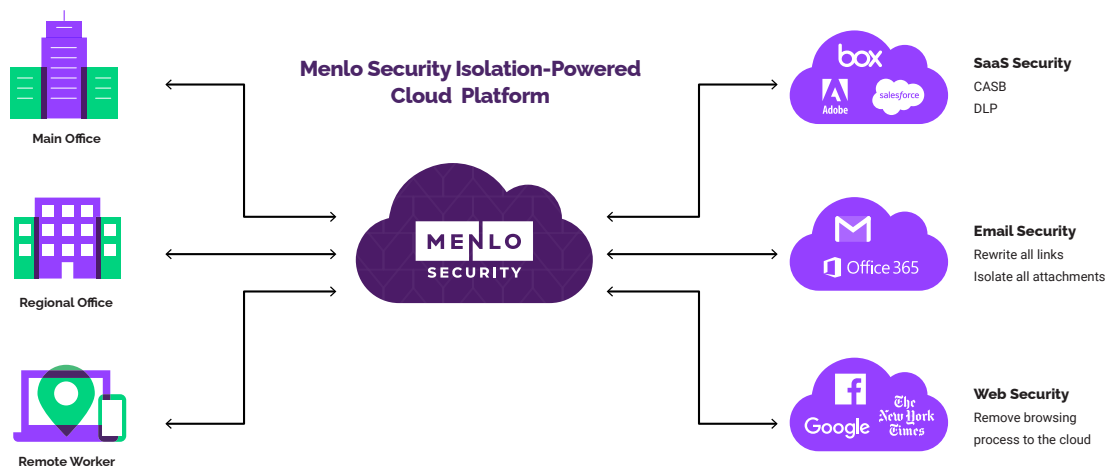 Menlo Security Isolation-Powered
Cloud Platform
Main Office
Regional Office
Remote Worker
MENLO
SECURITY
box
Adobe
salesforce
SaaS Security
CASB
DLP
Office 365
Email Security
Rewrite all links
Isolate all attachments
Google
The
New York
Times
Web Security
Remove browsing
process to the cloud